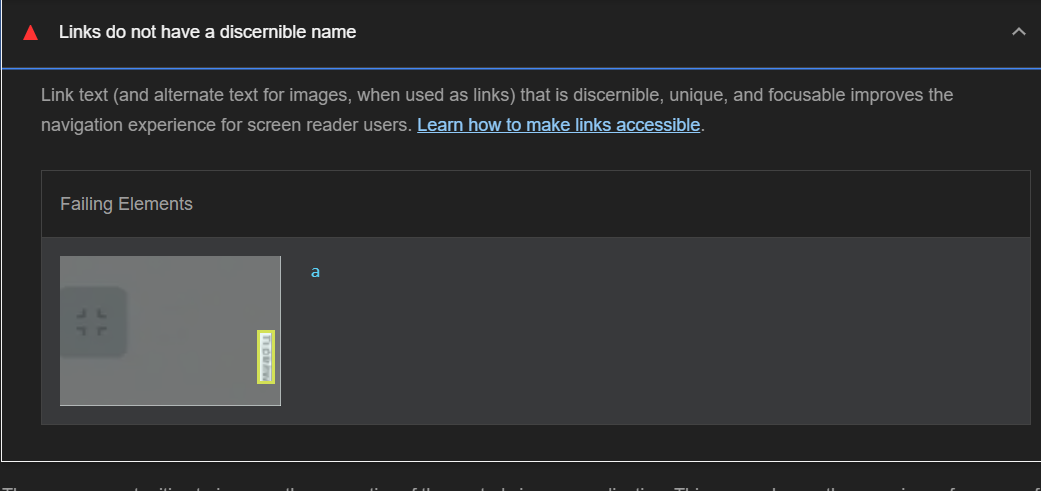 Links do not have a discernible name
Link text (and alternate text for images, when used as links) that is discernible, unique, and focusable improves the
navigation experience for screen reader users. Learn how to make links accessible.
Failing Elements
a